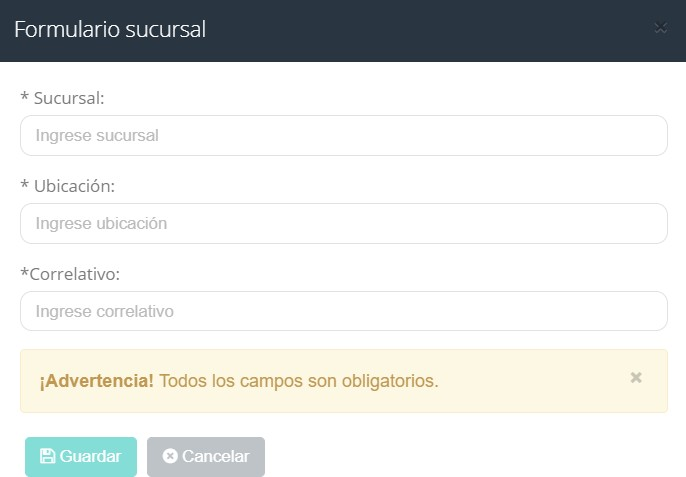 Formulario sucursal
* Sucursal:
Ingrese sucursal
* Ubicación:
Ingrese ubicación
*Correlativo:
Ingrese correlativo
¡Advertencia! Todos los campos son obligatorios.
Guardar
Cancelar